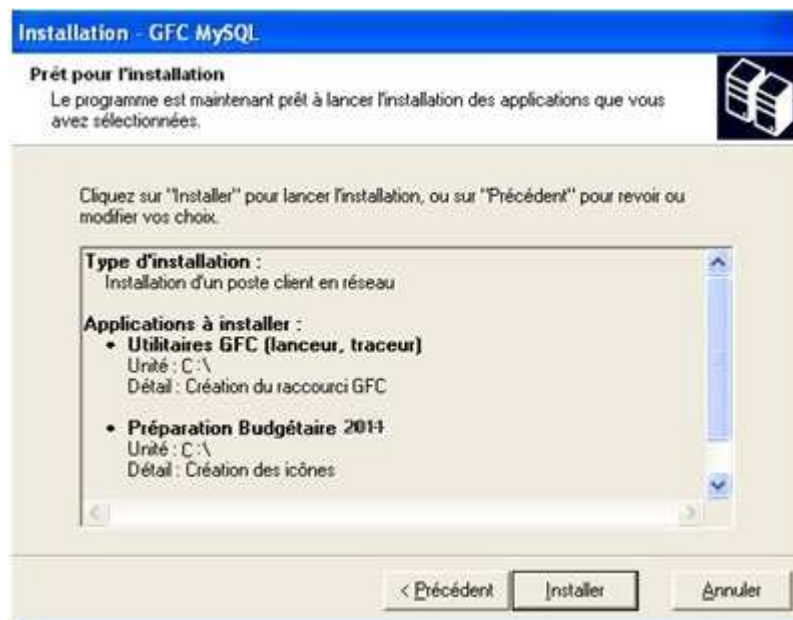 Installation - GFC MySQL
Prêt pour l'installation
Le programme est maintenant prêt à lancer l'installation des applications que vous
avez sélectionnées.
Cliquez sur "Installer" pour lancer l'installation, ou sur "Précédent" pour revoir ou
modifier vos choix.
Type d'installation :
Installation d'un poste client en réseau
Applications à installer :
• Utilitaires GFC (lanceur, traceur)
Unité : C :\
Détail : Création du raccourci GFC
• Préparation Budgétaire 2011
Unité : C :\
Détail : Création des icônes
< Précédent
Installer
Annuler